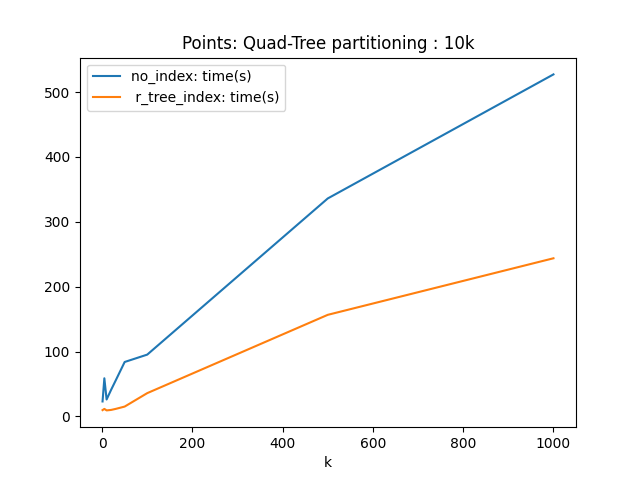 Points: Quad-Tree partitioning : 10k
no_index: time(s)
r_tree_index: time(s)
500
400
300
200
100
0
0 200 400 600 800 1000
k